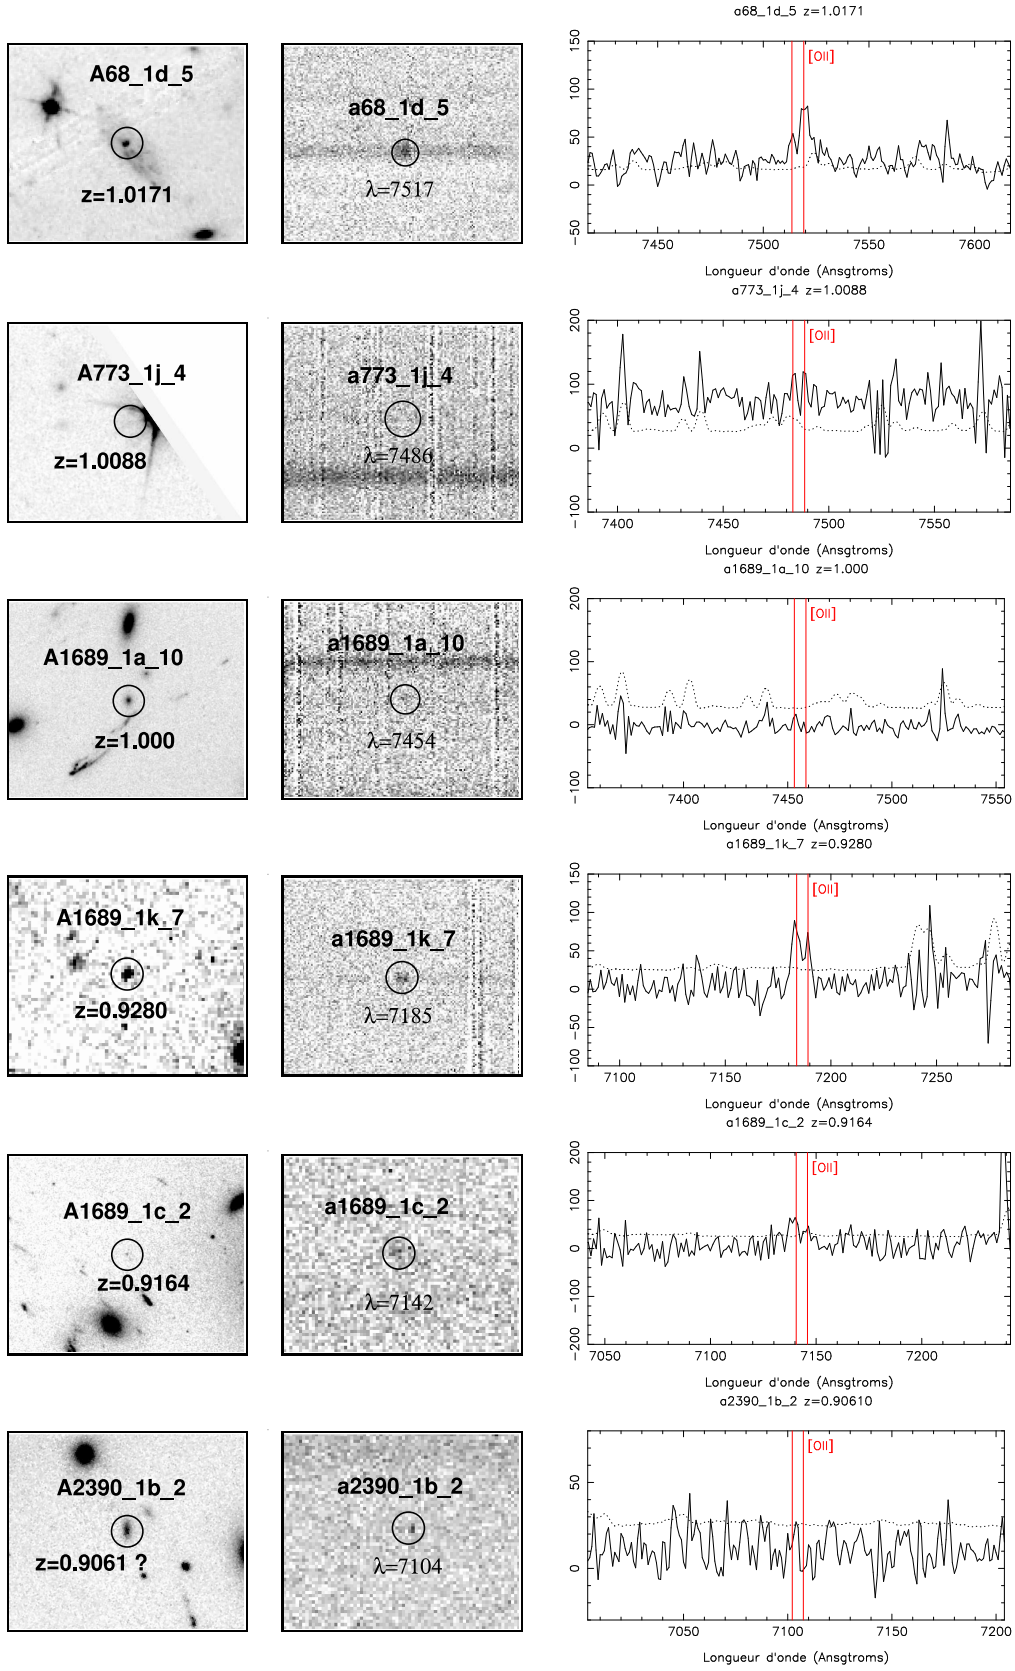 a68_1d_5 z=1.0171
A68_1d_5
z=1.0171
a68_1d_5
λ=7517
[OII]
150
100
50
0
−50
7450 7500 7550 7600
Longueur d'onde (Ansgtroms)
a773_1j_4 z=1.0088
A773_1j_4
z=1.0088
a773_1j_4
λ=7486
[OII]
200
100
0
−100
7400 7450 7500 7550
Longueur d'onde (Ansgtroms)
a1689_1a_10 z=1.000
A1689_1a_10
z=1.000
a1689_1a_10
λ=7454
[OII]
200
100
0
−100
7400 7450 7500 7550
Longueur d'onde (Ansgtroms)
a1689_1k_7 z=0.9280
A1689_1k_7
z=0.9280
a1689_1k_7
λ=7185
[OII]
150
100
50
0
−50
−100
7100 7150 7200 7250
Longueur d'onde (Ansgtroms)
a1689_1c_2 z=0.9164
A1689_1c_2
z=0.9164
a1689_1c_2
λ=7142
[OII]
200
100
0
−100
−200
7050 7100 7150 7200
Longueur d'onde (Ansgtroms)
a2390_1b_2 z=0.90610
A2390_1b_2
z=0.9061 ?
a2390_1b_2
λ=7104
[OII]
50
0
7050 7100 7150 7200
Longueur d'onde (Ansgtroms)